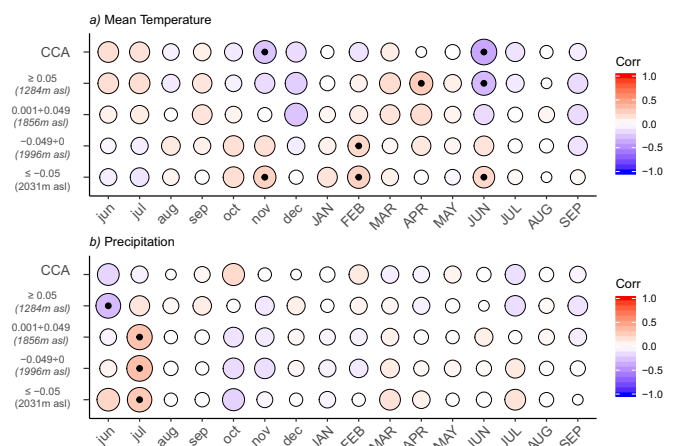 a) Mean Temperature
CCA
≥ 0.05
(1284m asl)
0.001÷0.049
(1856m asl)
−0.049÷0
(1996m asl)
≤ −0.05
(2031m asl)
jun jul aug sep oct nov dec JAN FEB MAR APR MAY JUN JUL AUG SEP
Corr
1.0
0.5
0.0
−0.5
−1.0
b) Precipitation
CCA
≥ 0.05
(1284m asl)
0.001÷0.049
(1856m asl)
−0.049÷0
(1996m asl)
≤ −0.05
(2031m asl)
jun jul aug sep oct nov dec JAN FEB MAR APR MAY JUN JUL AUG SEP
Corr
1.0
0.5
0.0
−0.5
−1.0